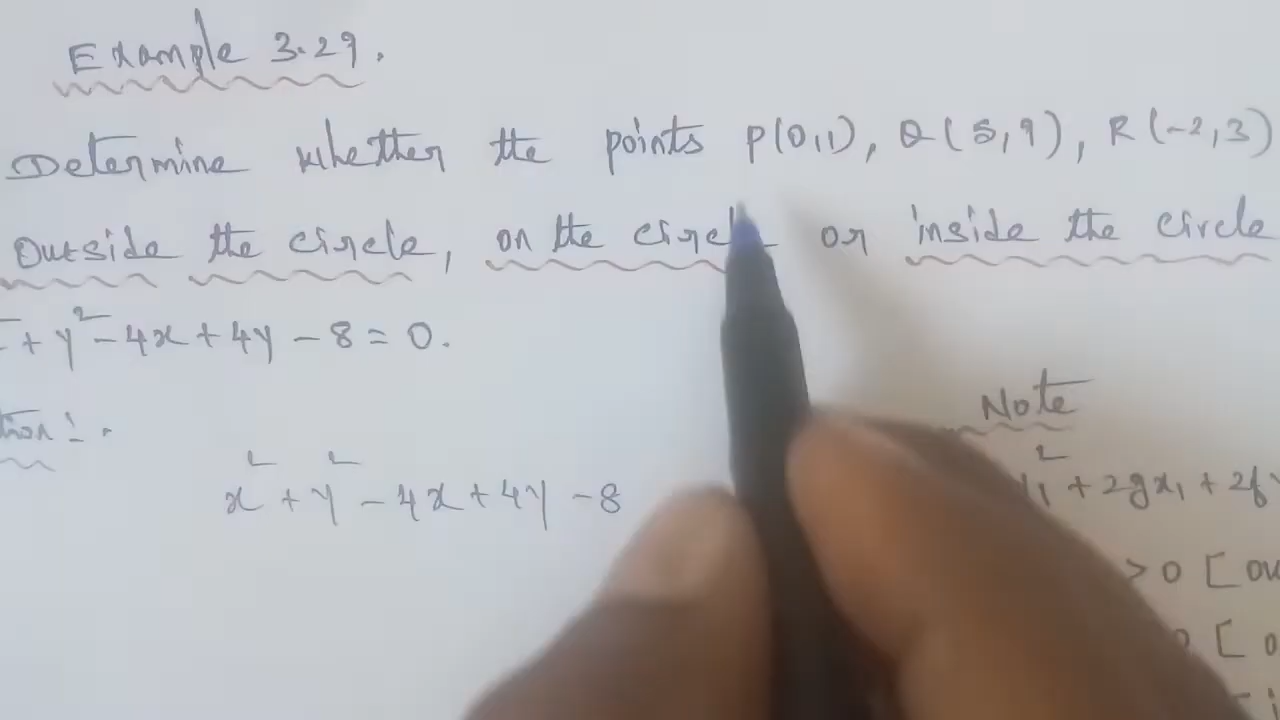 Example 3.29.
Determine whether the points P(0,1), Q(5,9), R(-2,3)
Outside the circle, on the circle or inside the circle
+ y² - 4x + 4y - 8 = 0.
Note
x² + y² - 4x + 4y - 8
+ 2gx₁ + 2f
> 0 [